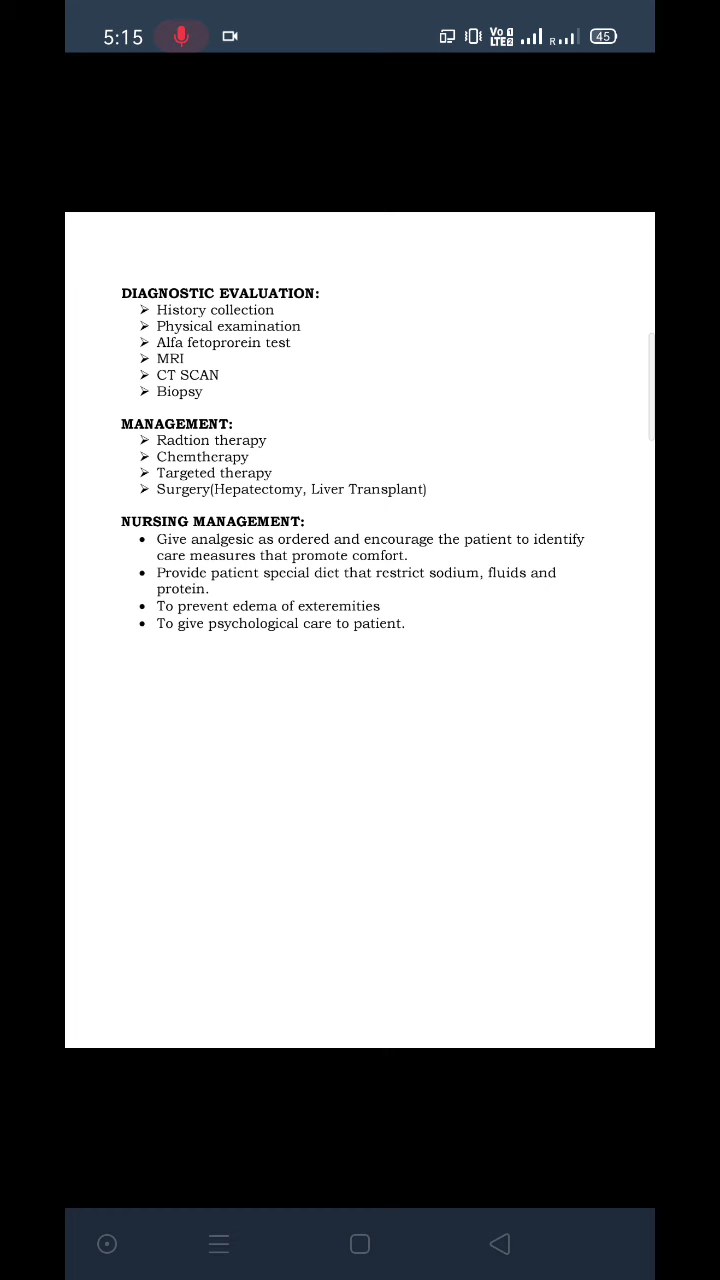 5:15
Vo 1
LTE2
R
45
DIAGNOSTIC EVALUATION:
➢ History collection
➢ Physical examination
➢ Alfa fetoprorein test
➢ MRI
➢ CT SCAN
➢ Biopsy
MANAGEMENT:
➢ Radtion therapy
➢ Chemtherapy
➢ Targeted therapy
➢ Surgery(Hepatectomy, Liver Transplant)
NURSING MANAGEMENT:
• Give analgesic as ordered and encourage the patient to identify
care measures that promote comfort.
• Provide patient special diet that restrict sodium, fluids and
protein.
• To prevent edema of exteremities
• To give psychological care to patient.